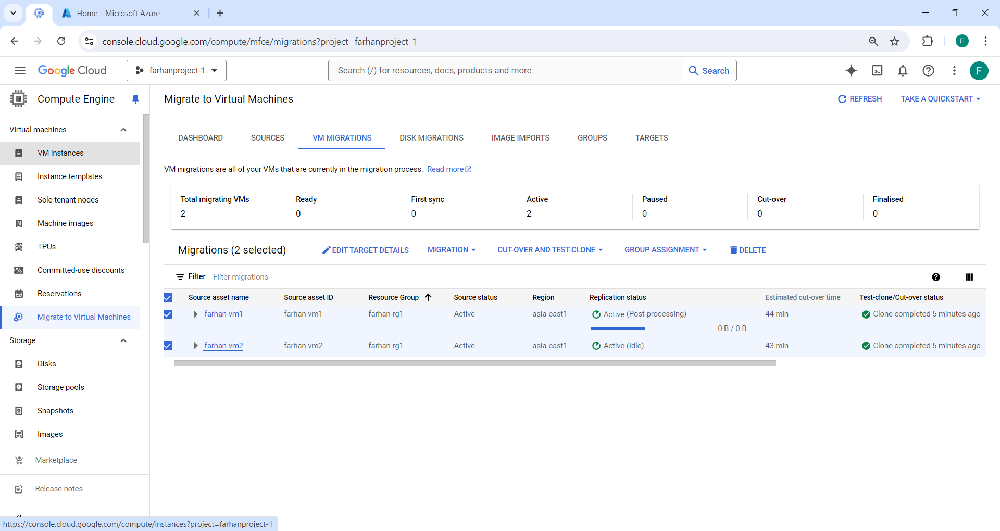 Home - Microsoft Azure
console.cloud.google.com/compute/mfce/migrations?project=farhanproject-1
F
Google Cloud
farhanproject-1
Search (/) for resources, docs, products and more
Search
F
Compute Engine
Migrate to Virtual Machines
REFRESH
TAKE A QUICKSTART
Virtual machines
VM instances
Instance templates
Sole-tenant nodes
Machine images
TPUs
Committed-use discounts
Reservations
Migrate to Virtual Machines
Storage
Disks
Storage pools
Snapshots
Images
Marketplace
Release notes
DASHBOARD
SOURCES
VM MIGRATIONS
DISK MIGRATIONS
IMAGE IMPORTS
GROUPS
TARGETS
VM migrations are all of your VMs that are currently in the migration process. Read more
Total migrating VMs
2
Ready
0
First sync
0
Active
2
Paused
0
Cut-over
0
Finalised
0
Migrations (2 selected)
EDIT TARGET DETAILS
MIGRATION
CUT-OVER AND TEST-CLONE
GROUP ASSIGNMENT
DELETE
Filter Filter migrations
Source asset name Source asset ID Resource Group Source status Region Replication status Estimated cut-over time Test-clone/Cut-over status
farhan-vm1 farhan-vm1 farhan-rg1 Active asia-east1 Active (Post-processing) 44 min Clone completed 5 minutes ago
0 B / 0 B
farhan-vm2 farhan-vm2 farhan-rg1 Active asia-east1 Active (Idle) 43 min Clone completed 5 minutes ago
https://console.cloud.google.com/compute/instances?project=farhanproject-1